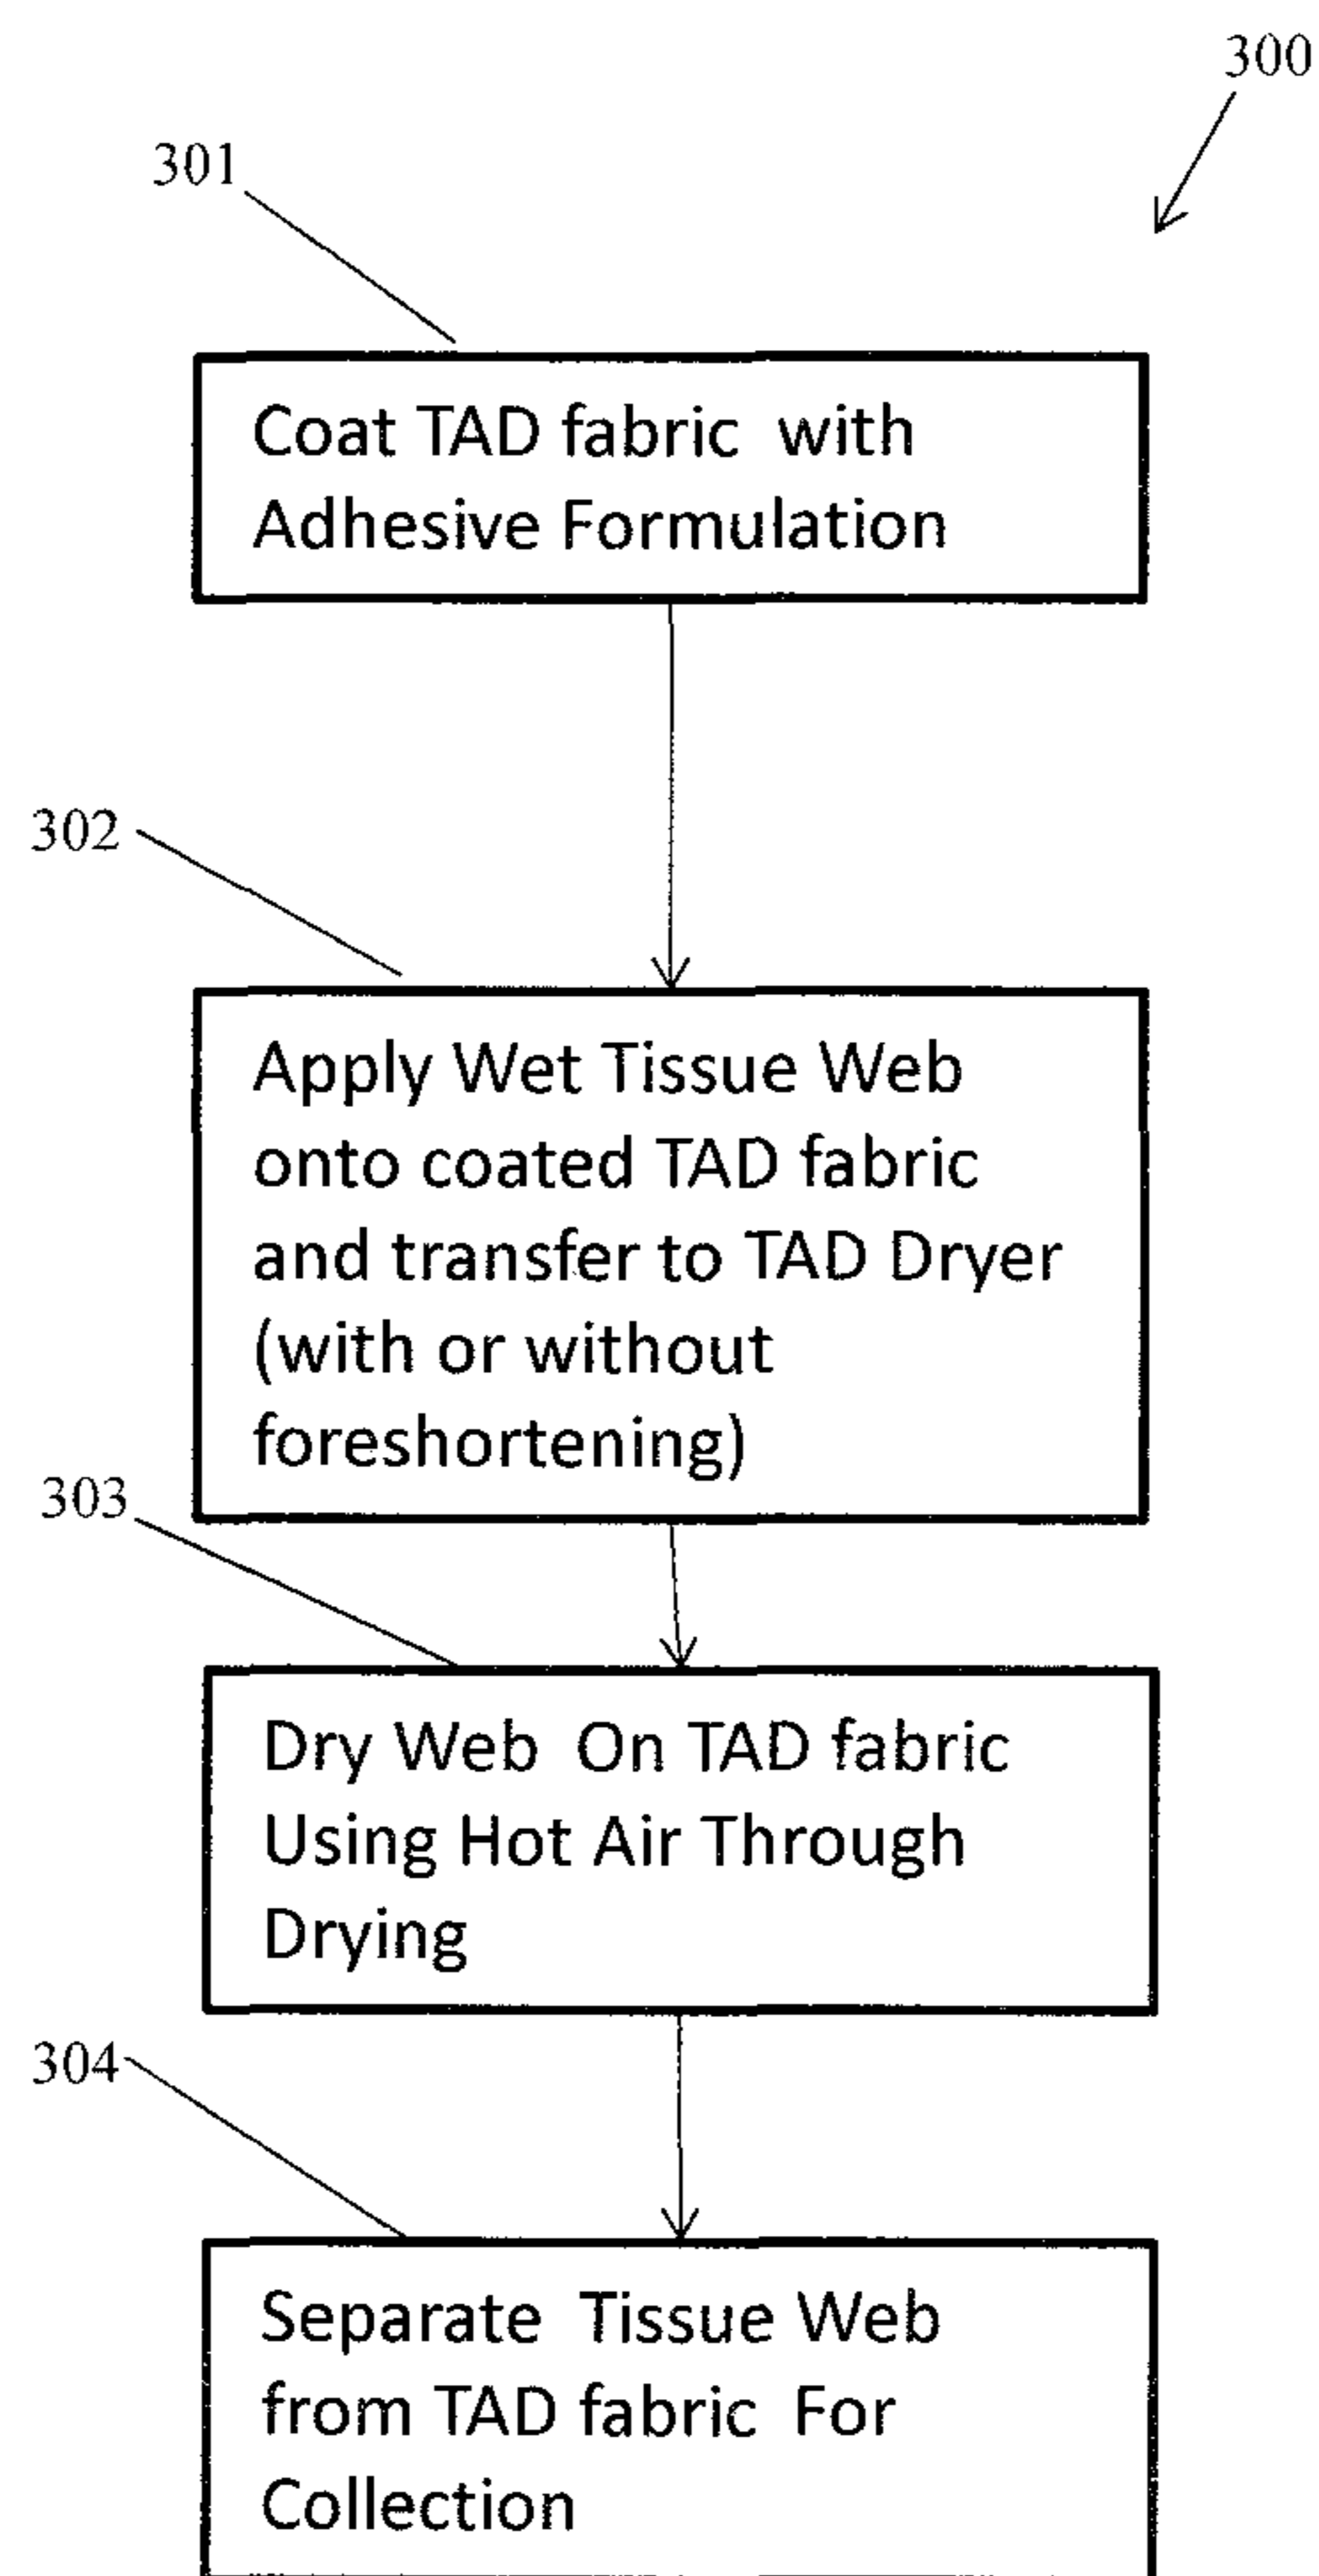 300
301
Coat TAD fabric with
Adhesive Formulation
302
Apply Wet Tissue Web
onto coated TAD fabric
and transfer to TAD Dryer
(with or without
foreshortening)
303
Dry Web On TAD fabric
Using Hot Air Through
Drying
304
Separate Tissue Web
from TAD fabric For
Collection